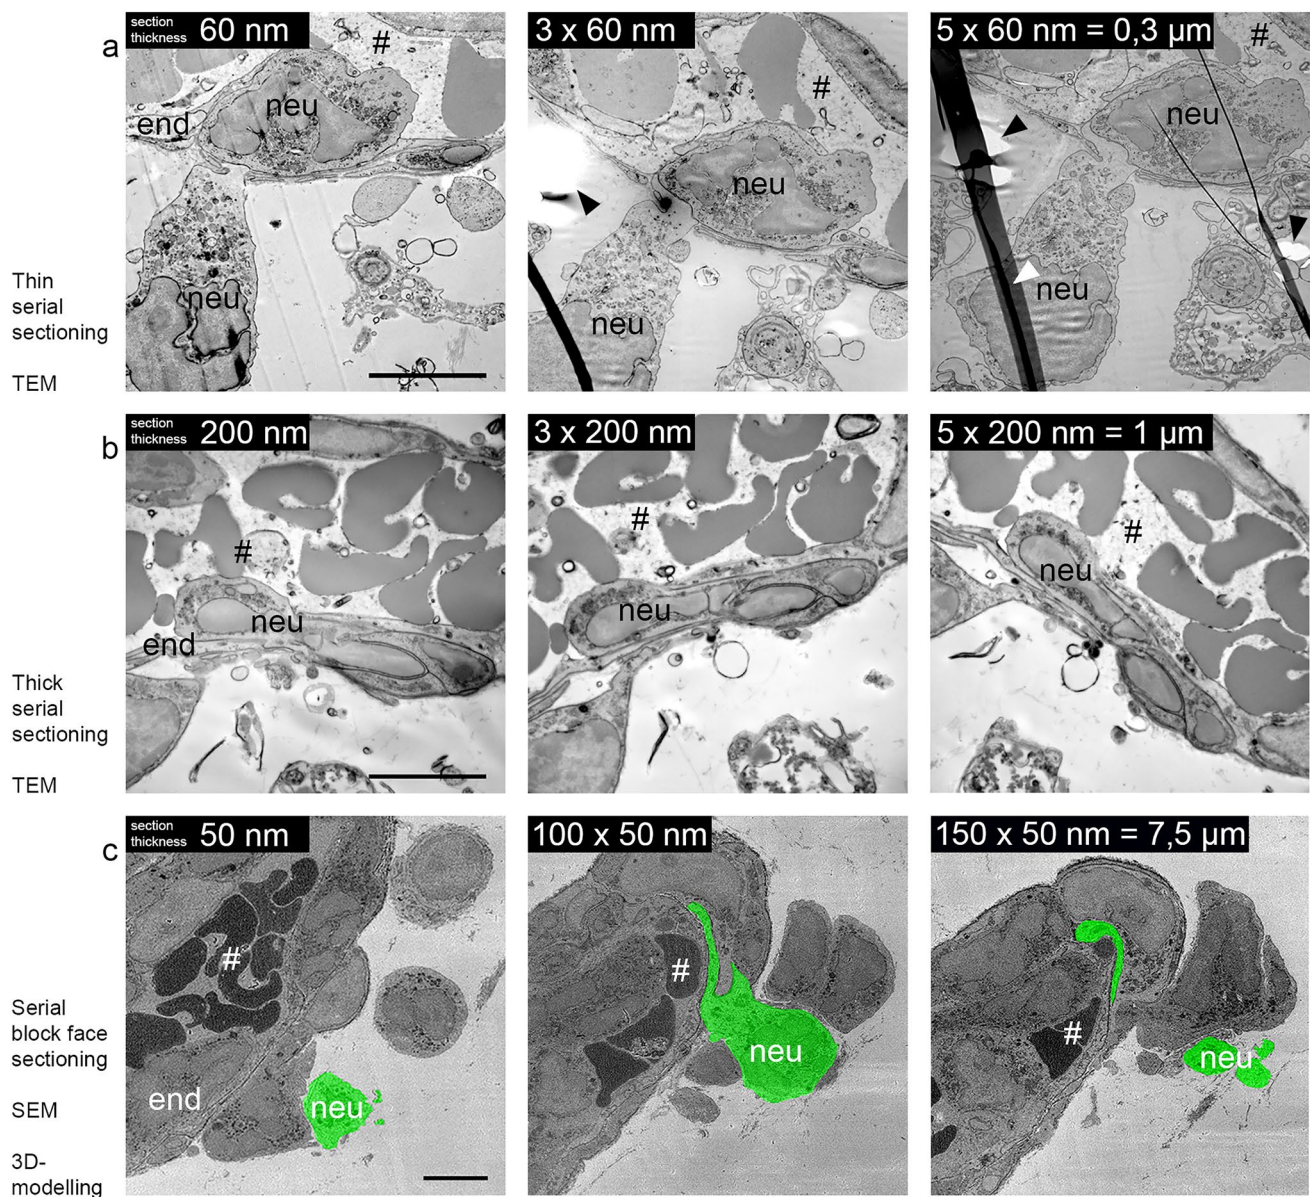 a
section
thickness 60 nm
#
neu
end
neu
3 x 60 nm
#
neu
neu
5 x 60 nm = 0,3 µm
#
neu
neu
Thin
serial
sectioning
TEM
b
section
thickness 200 nm
#
neu
end
3 x 200 nm
#
neu
5 x 200 nm = 1 µm
#
neu
Thick
serial
sectioning
TEM
c
section
thickness 50 nm
#
end
neu
100 x 50 nm
#
neu
150 x 50 nm = 7,5 µm
#
neu
Serial
block face
sectioning
SEM
3D-
modelling